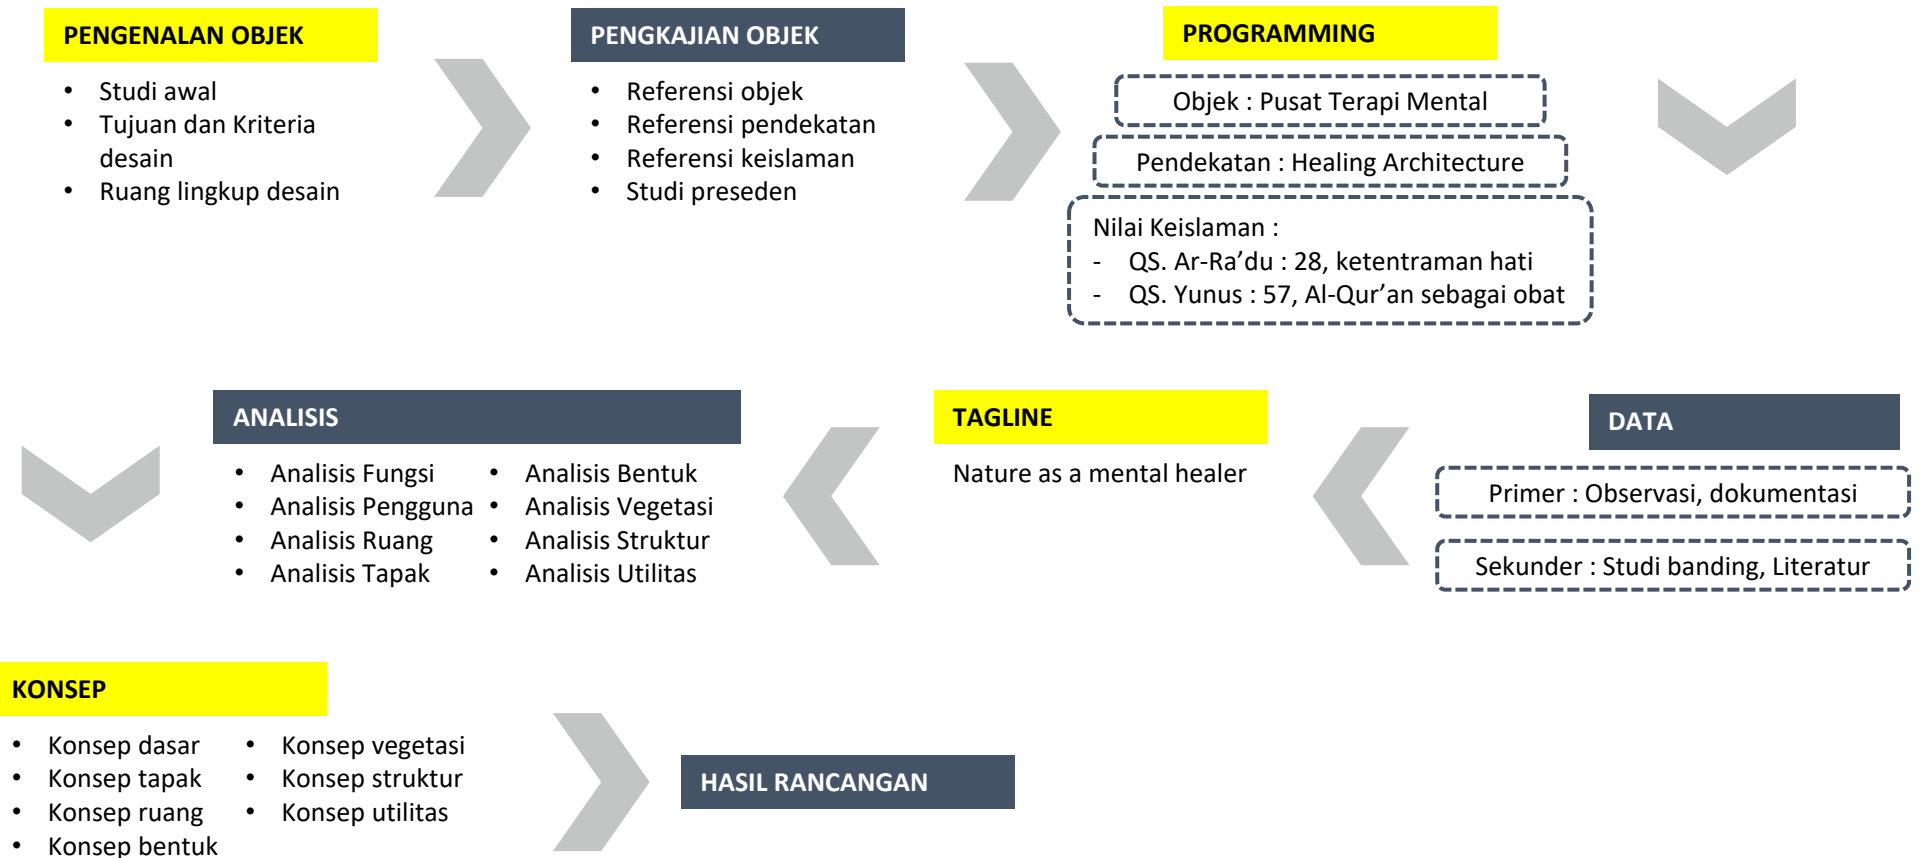 PENGENALAN OBJEK
• Studi awal
• Tujuan dan Kriteria
desain
• Ruang lingkup desain
PENGKAJIAN OBJEK
• Referensi objek
• Referensi pendekatan
• Referensi keislaman
• Studi preseden
PROGRAMMING
Objek : Pusat Terapi Mental
Pendekatan : Healing Architecture
Nilai Keislaman :
- QS. Ar-Ra’du : 28, ketentraman hati
- QS. Yunus : 57, Al-Qur’an sebagai obat
DATA
Primer : Observasi, dokumentasi
Sekunder : Studi banding, Literatur
TAGLINE
Nature as a mental healer
ANALISIS
• Analisis Fungsi
• Analisis Pengguna
• Analisis Ruang
• Analisis Tapak
• Analisis Bentuk
• Analisis Vegetasi
• Analisis Struktur
• Analisis Utilitas
KONSEP
• Konsep dasar
• Konsep tapak
• Konsep ruang
• Konsep bentuk
• Konsep vegetasi
• Konsep struktur
• Konsep utilitas
HASIL RANCANGAN